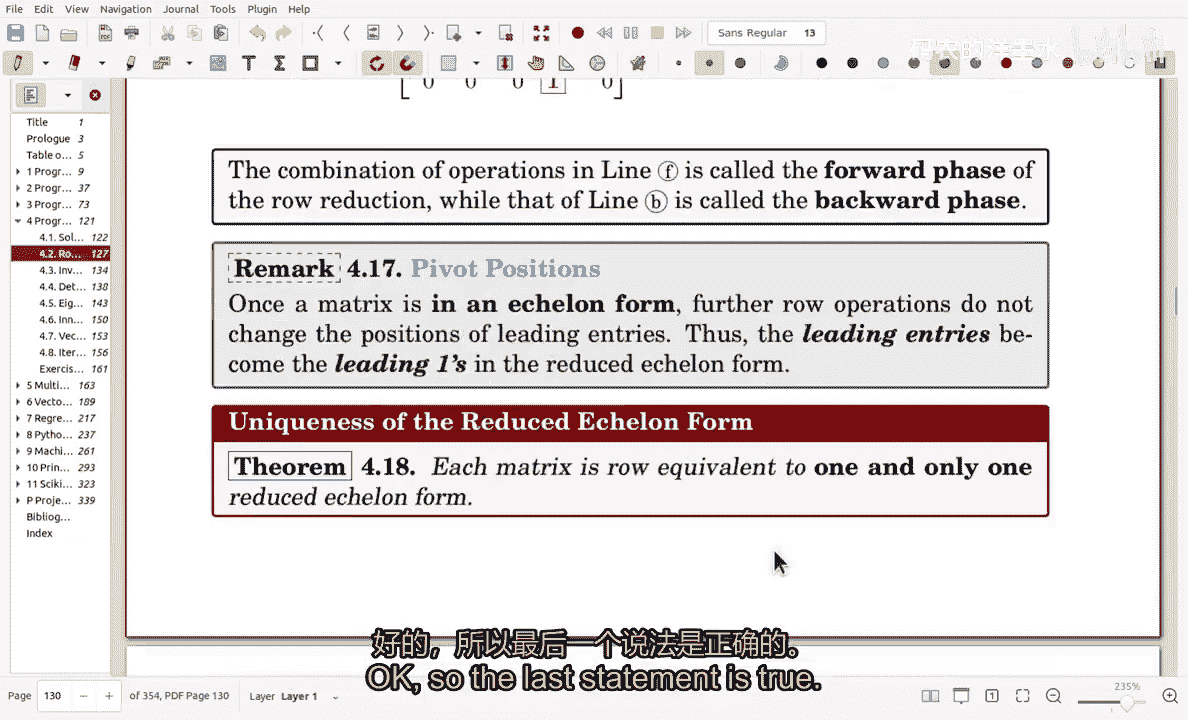 File Edit View Navigation Journal Tools Plugin Help
Sans Regular 13
Title 1
Prologue 3
Table o... 5
1 Progr... 9
2 Progr... 37
3 Progr... 73
4 Progr... 121
4.1. Sol... 122
4.2. Ro... 127
4.3. Inv... 134
4.4. Det... 138
4.5. Eig... 143
4.6. Inn... 150
4.7. Vec... 153
4.8. Iter... 156
Exercis... 161
5 Multi... 163
6 Vecto... 189
7 Regre... 217
8 Pytho... 237
9 Machi... 261
10 Prin... 293
11 Scikit... 323
P Proje... 339
Bibliog...
Index
0 0 0 1 0
The combination of operations in Line ⓕ is called the forward phase of
the row reduction, while that of Line ⓑ is called the backward phase.
Remark 4.17. Pivot Positions
Once a matrix is in an echelon form, further row operations do not
change the positions of leading entries. Thus, the leading entries be-
come the leading 1's in the reduced echelon form.
Uniqueness of the Reduced Echelon Form
Theorem 4.18. Each matrix is row equivalent to one and only one
reduced echelon form.
好的，所以最后一个说法是正确的。
OK, so the last statement is true.
Page 130 of 354, PDF Page 130 Layer Layer 1 235%